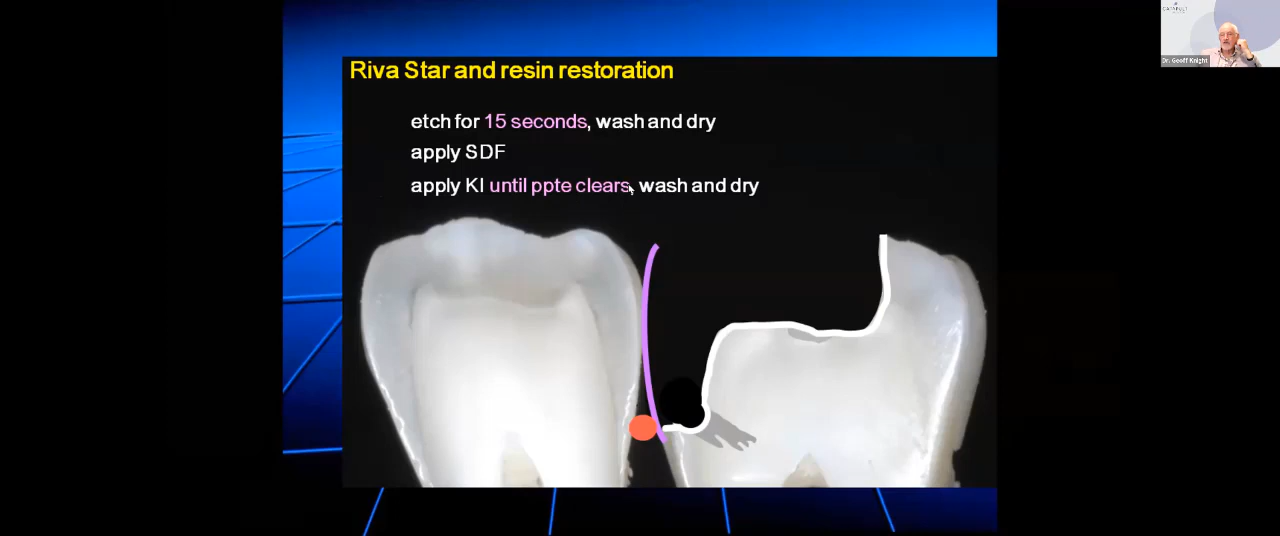 Riva Star and resin restoration
etch for 15 seconds, wash and dry
apply SDF
apply KI until ppte clears, wash and dry
CATAPULT
Dr. Geoff Knight